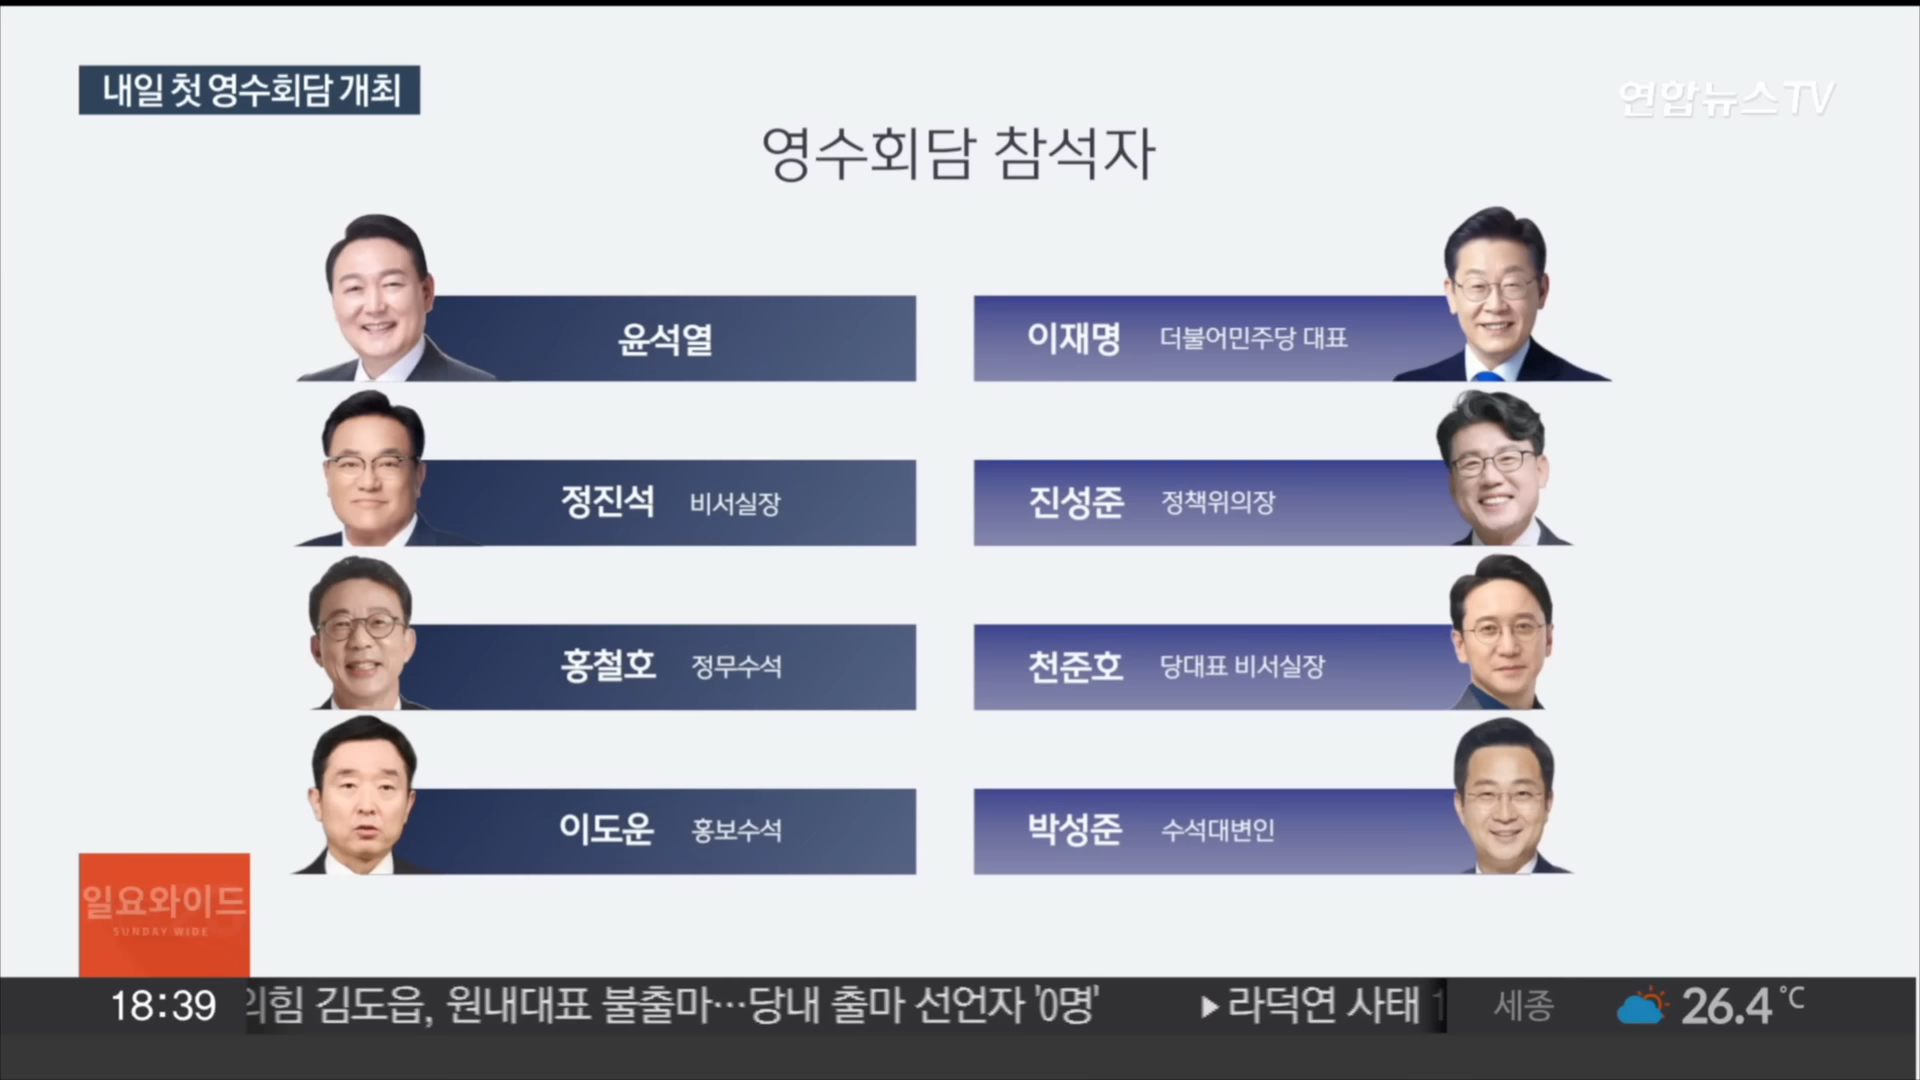 내일 첫 영수회담 개최
연합뉴스TV
영수회담 참석자
윤석열
이재명 더불어민주당 대표
정진석 비서실장
진성준 정책위의장
홍철호 정무수석
천준호 당대표 비서실장
이도운 홍보수석
박성준 수석대변인
일요와이드
SUNDAY WIDE
18:39 의힘 김도읍, 원내대표 불출마…당내 출마 선언자 '0명' ▶라덕연 사태 세종 26.4℃